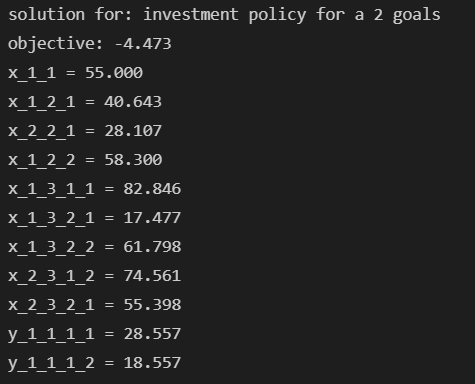 solution for: investment policy for a 2 goals
objective: -4.473
x_1_1 = 55.000
x_1_2_1 = 40.643
x_2_2_1 = 28.107
x_1_2_2 = 58.300
x_1_3_1_1 = 82.846
x_1_3_2_1 = 17.477
x_1_3_2_2 = 61.798
x_2_3_1_2 = 74.561
x_2_3_2_1 = 55.398
y_1_1_1_1 = 28.557
y_1_1_1_2 = 18.557